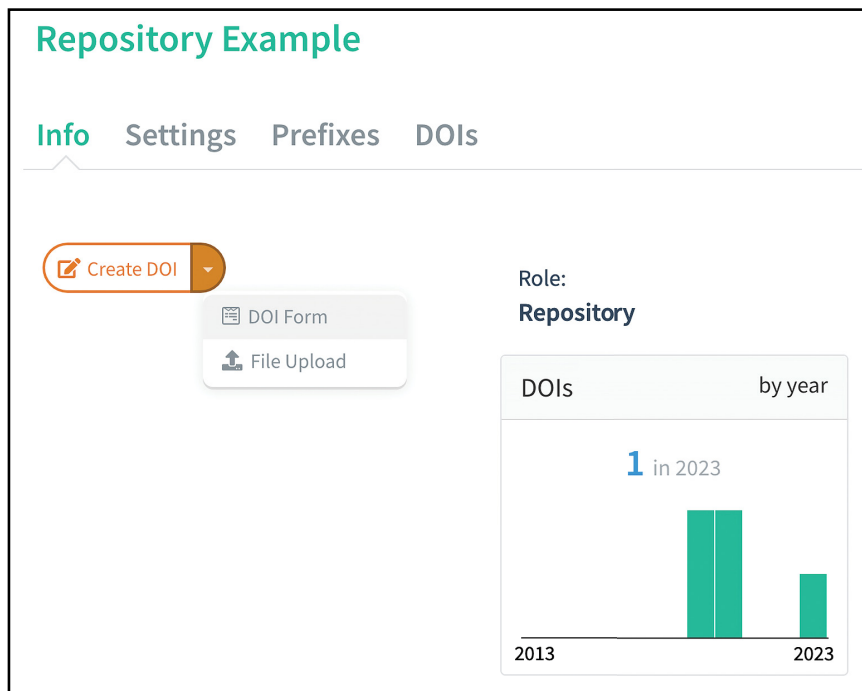 Repository Example
Info Settings Prefixes DOIs
Create DOI
DOI Form
File Upload
Role:
Repository
DOIs by year
1 in 2023
2013 2023